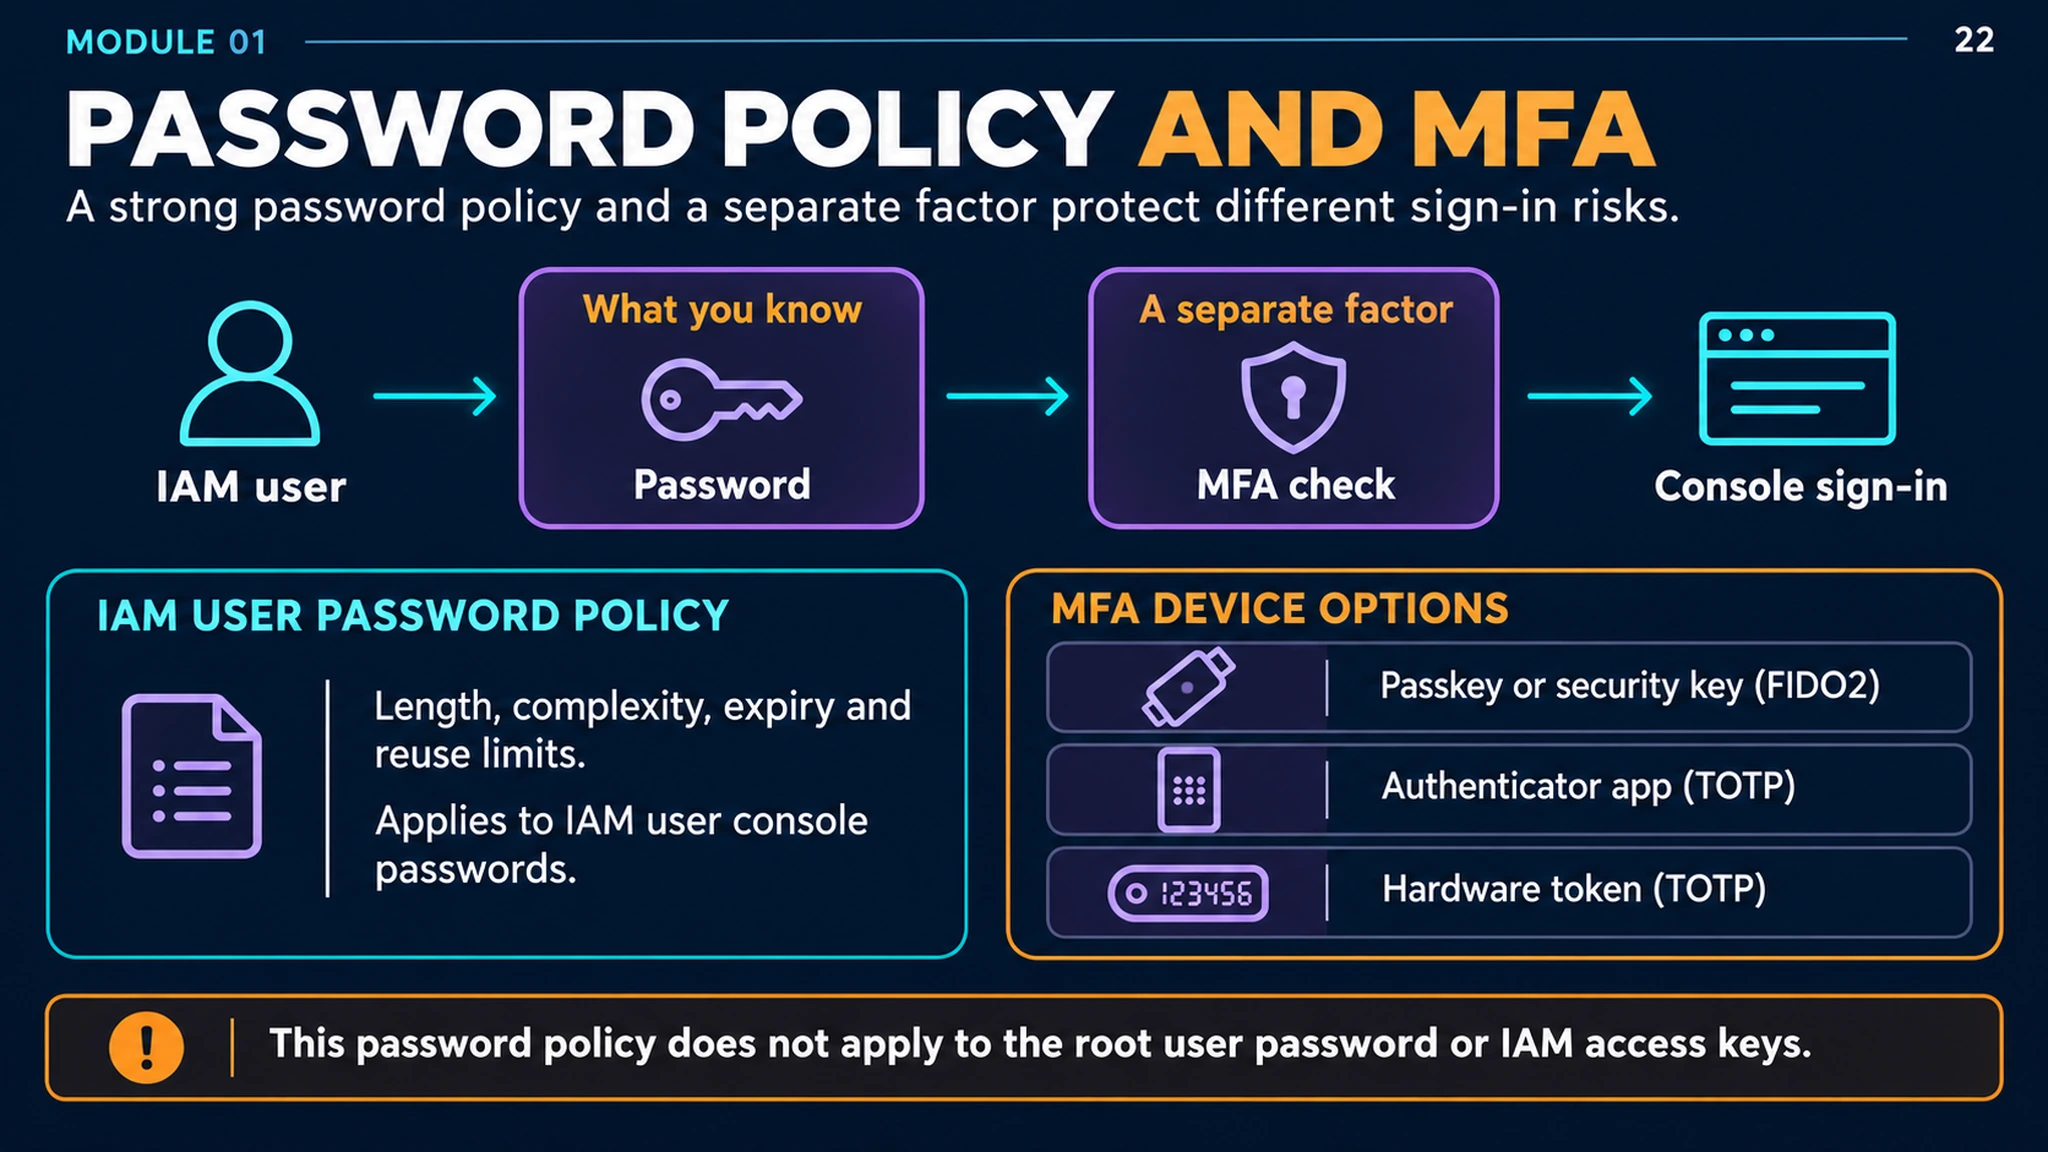 MODULE 01
22
PASSWORD POLICY AND MFA
A strong password policy and a separate factor protect different sign-in risks.
What you know
A separate factor
IAM user
Password
MFA check
Console sign-in
IAM USER PASSWORD POLICY
Length, complexity, expiry and
reuse limits.
Applies to IAM user console
passwords.
MFA DEVICE OPTIONS
Passkey or security key (FIDO2)
Authenticator app (TOTP)
123456
Hardware token (TOTP)
This password policy does not apply to the root user password or IAM access keys.